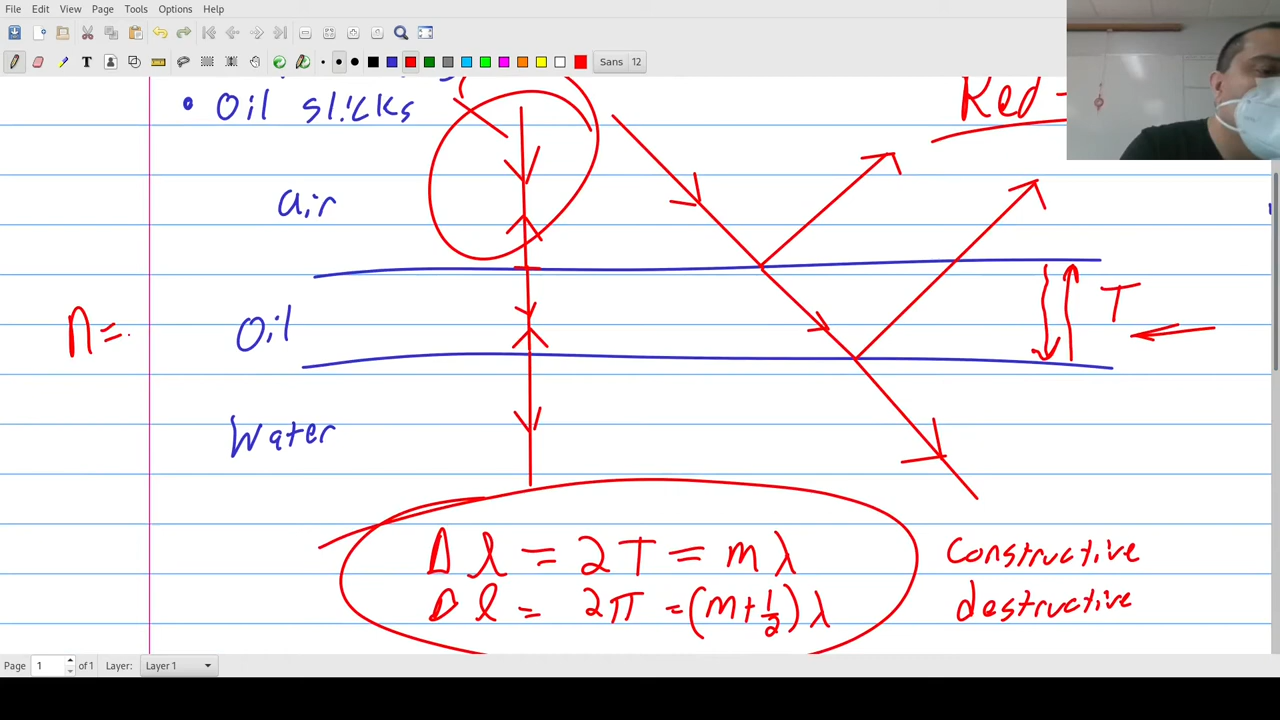 File Edit View Page Tools Options Help
Sans 12
• Oil slicks
Red -
air
T
n=
Oil
Water
Δl = 2T = mλ constructive
Δl = 2π = (m+1/2)λ destructive
Page 1 of 1 Layer: Layer 1